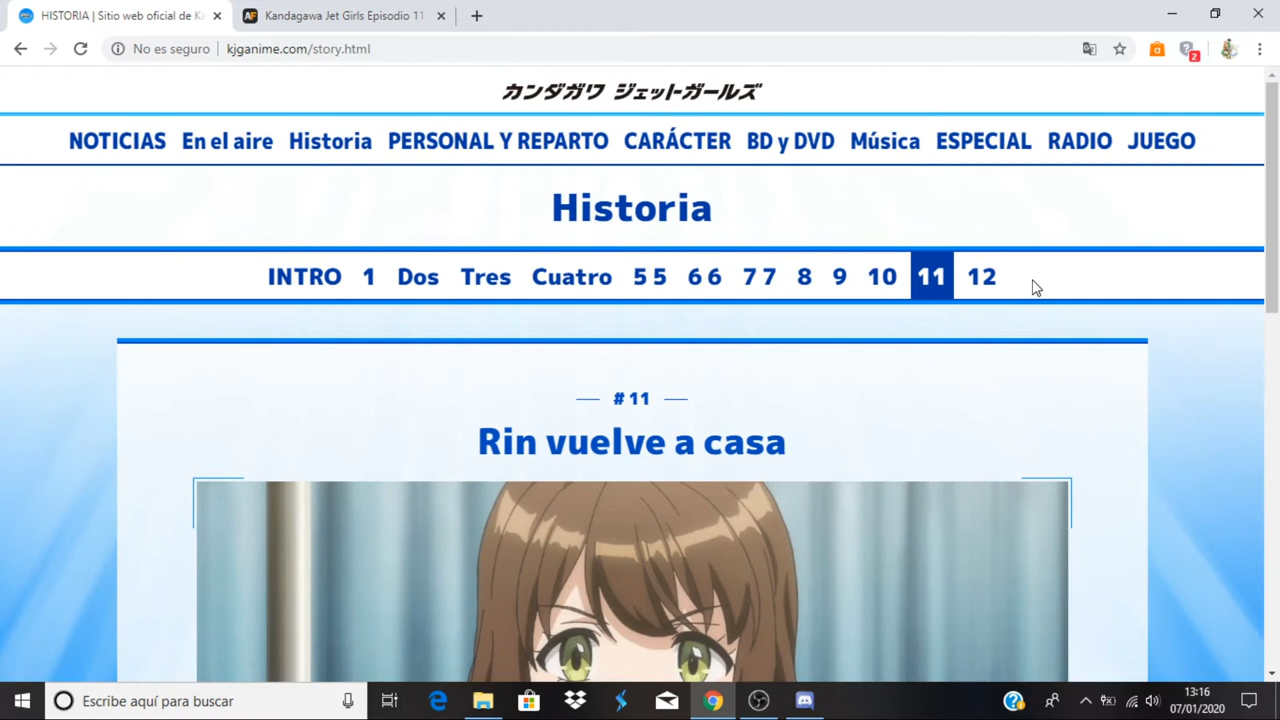 HISTORIA | Sitio web oficial de Ka
Kandagawa Jet Girls Episodio 11
No es seguro
kjganime.com/story.html
2
カンダガワ ジェットガールズ
NOTICIAS En el aire Historia PERSONAL Y REPARTO CARÁCTER BD y DVD Música ESPECIAL RADIO JUEGO
Historia
INTRO 1 Dos Tres Cuatro 5 5 6 6 7 7 8 9 10 11 12
# 11
Rin vuelve a casa
Escribe aquí para buscar
13:16
07/01/2020